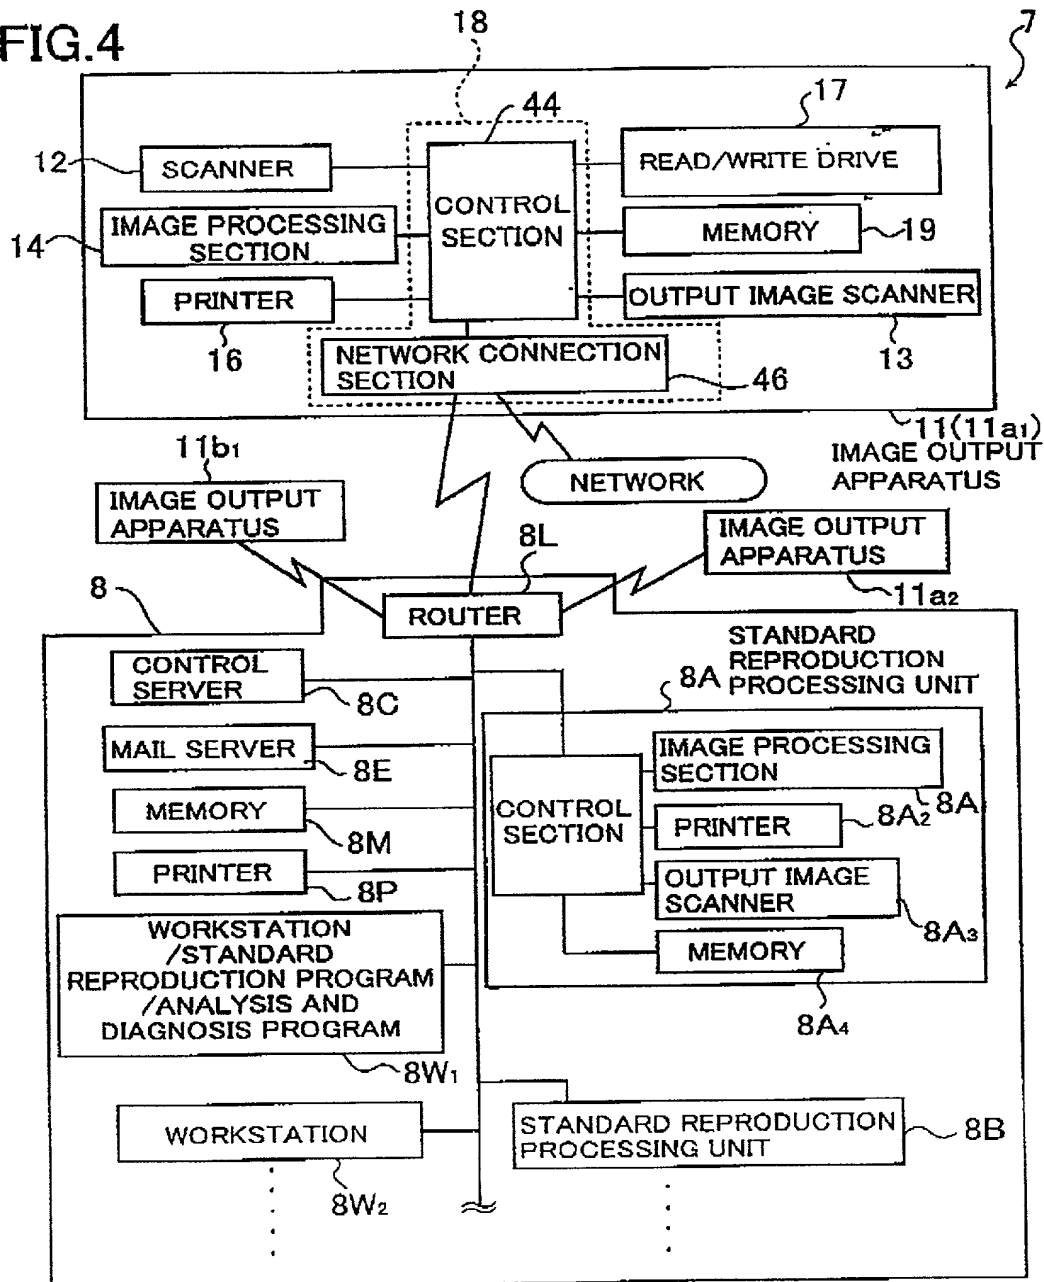 FIG.4
7
18
44
17
12
SCANNER
READ/WRITE DRIVE
CONTROL
SECTION
14
IMAGE PROCESSING
SECTION
MEMORY
19
PRINTER
16
OUTPUT IMAGE SCANNER
13
NETWORK CONNECTION
SECTION
46
11(11a1)
IMAGE OUTPUT
APPARATUS
NETWORK
11b1
IMAGE OUTPUT
APPARATUS
IMAGE OUTPUT
APPARATUS
11a2
8L
ROUTER
8
CONTROL
SERVER
8C
MAIL SERVER
8E
MEMORY
8M
PRINTER
8P
WORKSTATION
/STANDARD
REPRODUCTION PROGRAM
/ANALYSIS AND
DIAGNOSIS PROGRAM
8W1
WORKSTATION
8W2
STANDARD
REPRODUCTION
PROCESSING UNIT
8A
CONTROL
SECTION
IMAGE PROCESSING
SECTION
8A
PRINTER
8A2
OUTPUT IMAGE
SCANNER
8A3
MEMORY
8A4
STANDARD REPRODUCTION
PROCESSING UNIT
8B